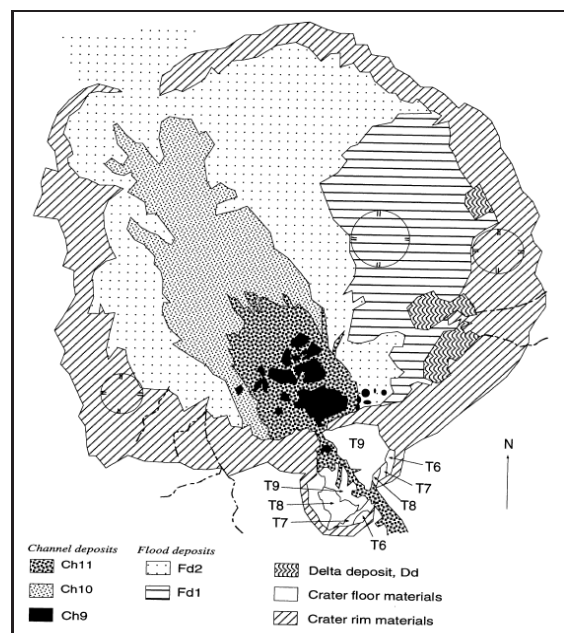 T9
T6
T7
T8
T9
T8
T7
T6
N
Channel deposits
Ch11
Ch10
Ch9
Flood deposits
Fd2
Fd1
Delta deposit, Dd
Crater floor materials
Crater rim materials